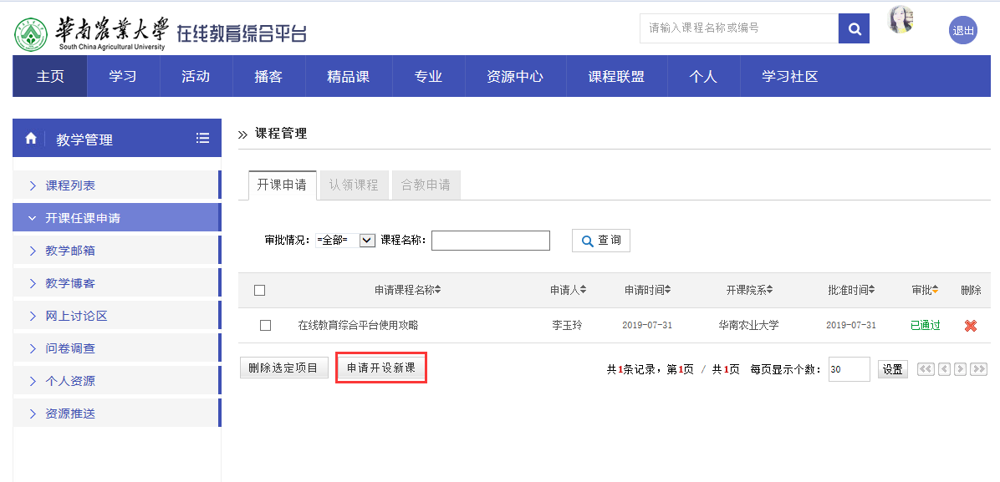 華南农业大学 在线教育综合平台
South China Agricultural University
请输入课程名称或编号
退出
主页 学习 活动 播客 精品课 专业 资源中心 课程联盟 个人 学习社区
教学管理
课程列表
开课任课申请
教学邮箱
教学博客
网上讨论区
问卷调查
个人资源
资源推送
课程管理
开课申请 认领课程 合教申请
审批情况: =全部= 课程名称: 查询
申请课程名称 申请人 申请时间 开课院系 批准时间 审批 删除
在线教育综合平台使用攻略 李玉玲 2019-07-31 华南农业大学 2019-07-31 已通过
删除选定项目 申请开设新课 共1条记录，第1页 / 共1页 每页显示个数: 30 设置